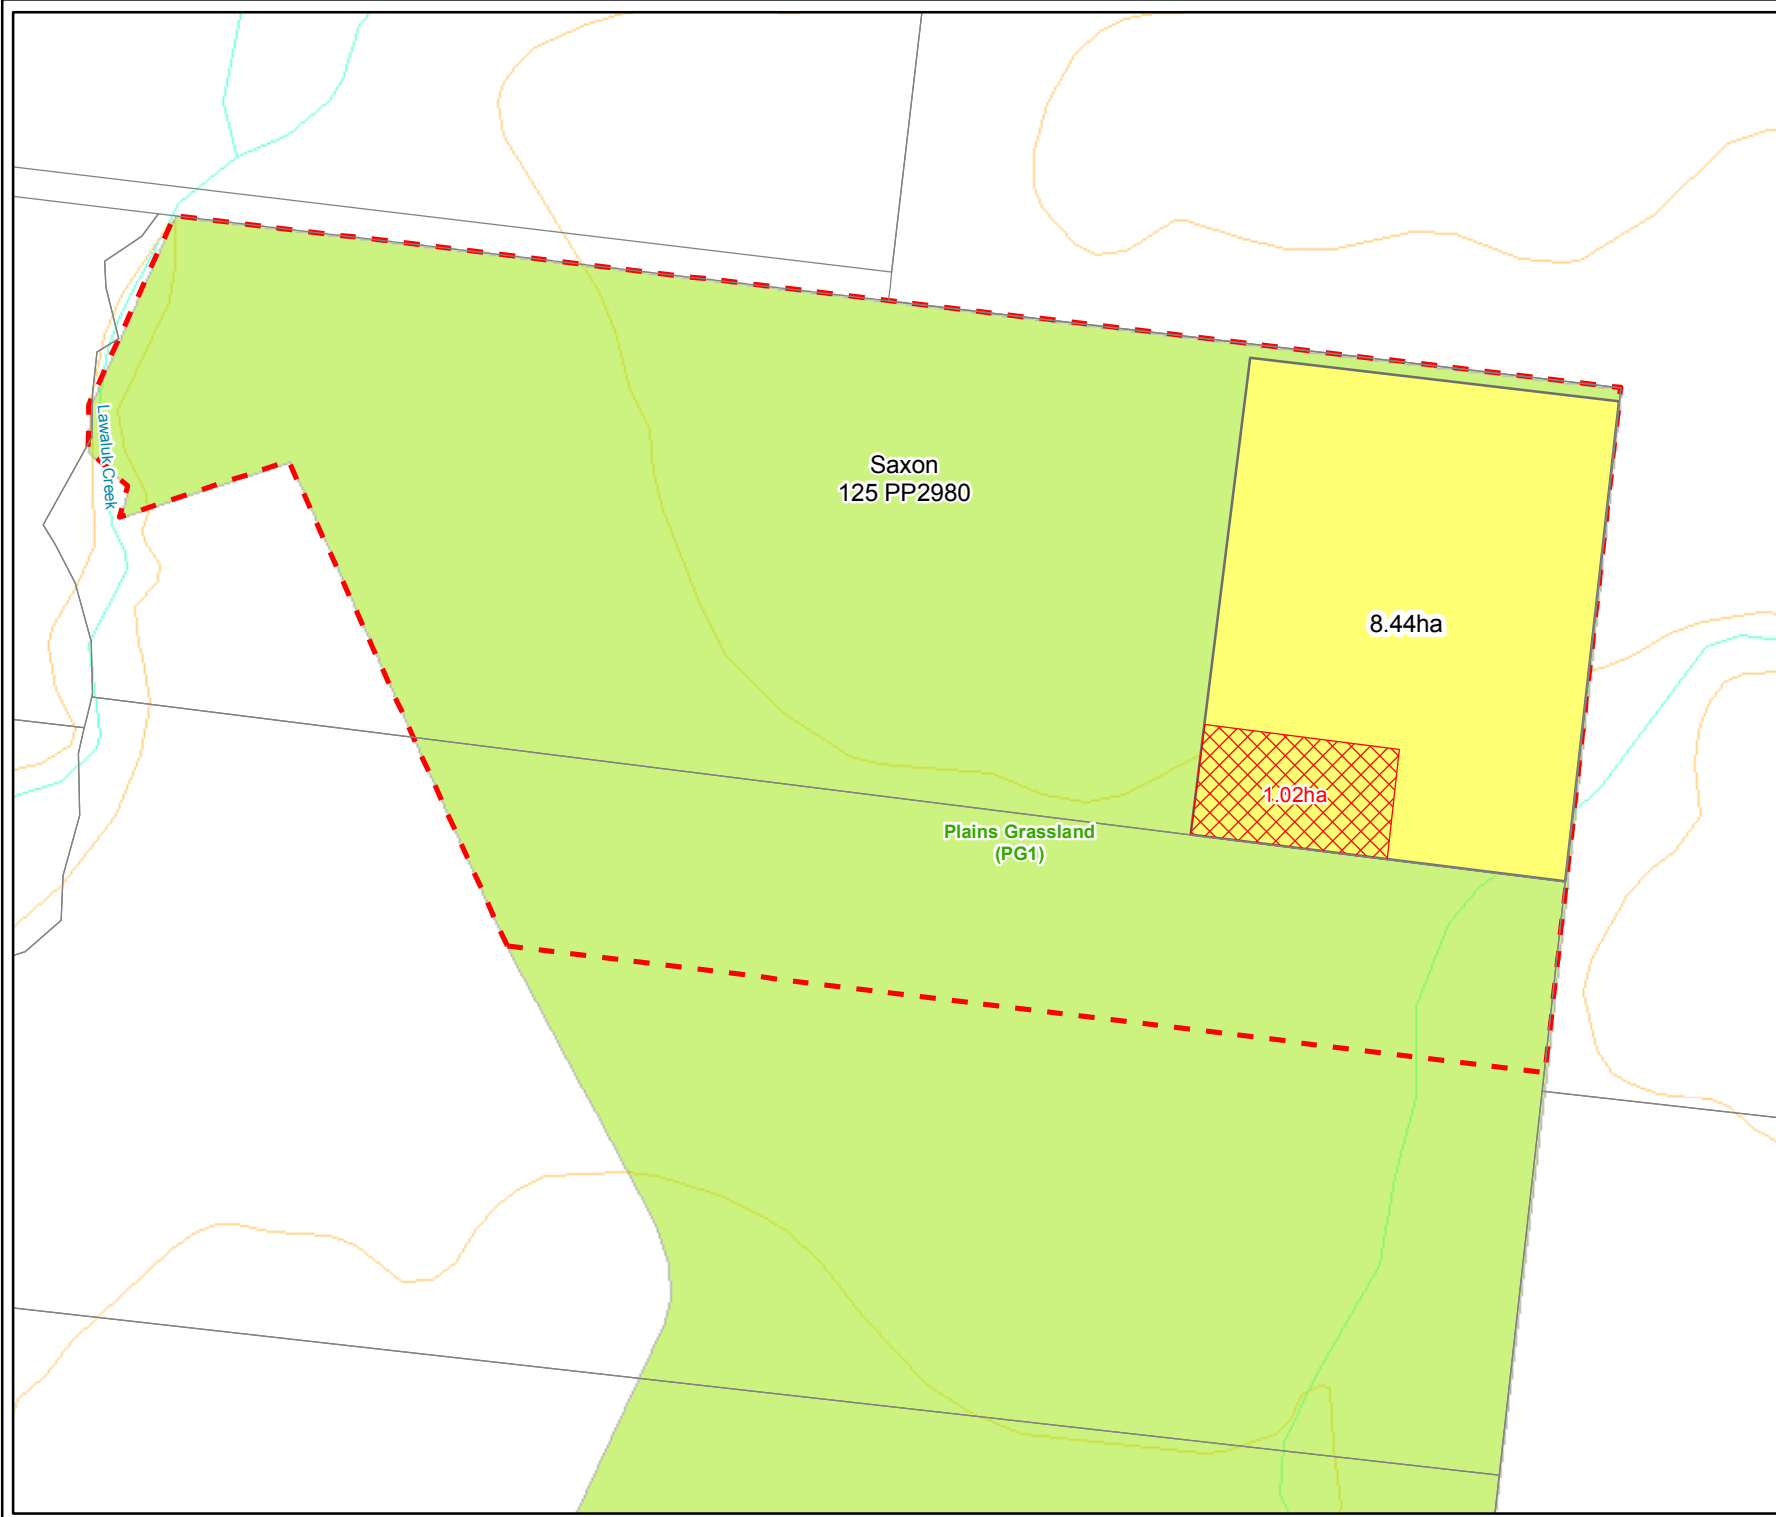 Saxon
125 PP2980
Lawaluk Creek
8.44ha
1.02ha
Plains Grassland
(PG1)